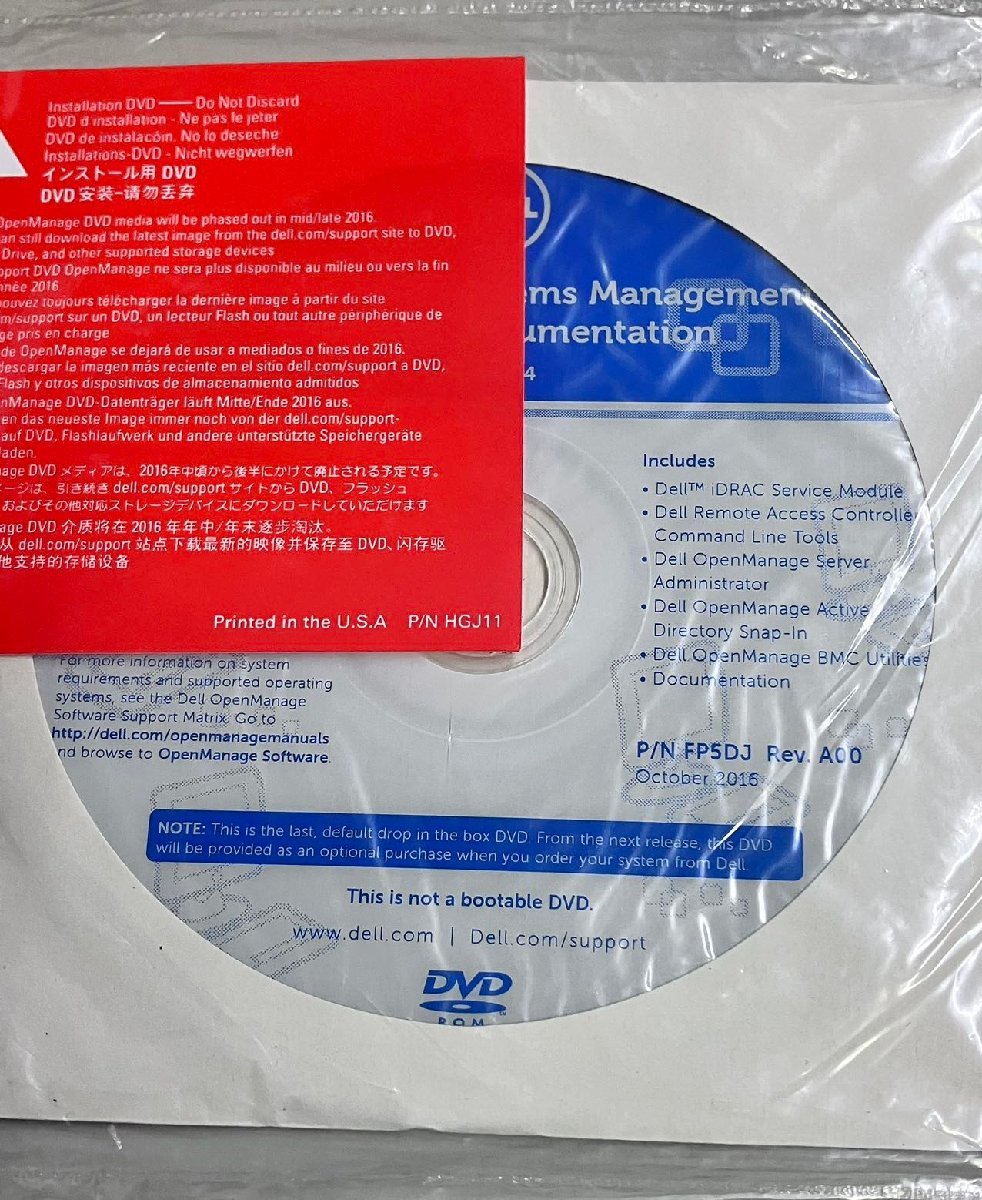 Installation DVD — Do Not Discard
DVD d'installation - Ne pas le jeter
DVD de instalacóin. No lo deseche
Installations-DVD - Nicht wegwerfen
インストール用 DVD
DVD 安装-请勿丢弃
OpenManage DVD media will be phased out in mid/late 2016.
an still download the latest image from the dell.com/support site to DVD,
Drive, and other supported storage devices
pport DVD OpenManage ne sera plus disponible au milieu ou vers la fin
nnée 2016
ouvez toujours télécharger la dernière image à partir du site
m/support sur un DVD, un lecteur Flash ou tout autre périphérique de
ge pris en charge
de OpenManage se dejará de usar a mediados o fines de 2016.
descargar la imagen más reciente en el sitio dell.com/support a DVD,
Flash y otros dispositivos de almacenamiento admitidos
nManage DVD-Datenträger läuft Mitte/Ende 2016 aus.
en das neueste Image immer noch von der dell.com/support-
auf DVD, Flashlaufwerk und andere unterstützte Speichergeräte
laden.
age DVD メディアは、2016年中頃から後半にかけて廃止される予定です。
ージは、引き続き dell.com/support サイトから DVD、フラッシュ
およびその他対応ストレージデバイスにダウンロードしていただけます
age DVD 介质将在 2016 年年中/年末逐步淘汰.
从 dell.com/support 站点下载最新的映像并保存至 DVD、闪存驱
他支持的存储设备
Printed in the U.S.A P/N HGJ11
L
ems Managemen
umentation
4
Includes
• Dell™ iDRAC Service Module
• Dell Remote Access Controlle
Command Line Tools
• Dell OpenManage Server
Administrator
• Dell OpenManage Active
Directory Snap-In
• Dell OpenManage BMC Utilitie
• Documentation
P/N FP5DJ Rev. A00
October 2016
For more information on system
requirements and supported operating
systems, see the Dell OpenManage
Software Support Matrix. Go to
http://dell.com/openmanagemanuals
nd browse to OpenManage Software.
NOTE: This is the last, default drop in the box DVD. From the next release, this DVD
will be provided as an optional purchase when you order your system from Dell.
This is not a bootable DVD.
www.dell.com | Dell.com/support
DVD
ROM